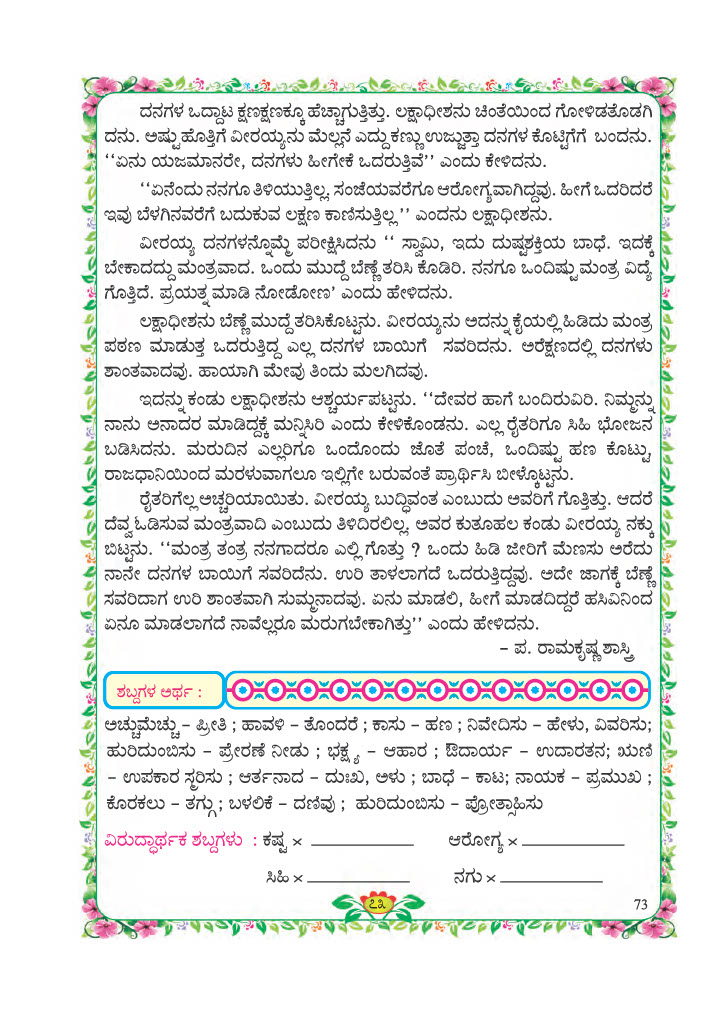 ದನಗಳ ಒದ್ದಾಟ ಕ್ಷಣಕ್ಷಣಕ್ಕೂ ಹೆಚ್ಚಾಗುತ್ತಿತ್ತು. ಲಕ್ಷಾಧೀಶನು ಚಿಂತೆಯಿಂದ ಗೋಳಿಡತೊಡಗಿ
ದನು. ಅಷ್ಟು ಹೊತ್ತಿಗೆ ವೀರಯ್ಯನು ಮೆಲ್ಲನೆ ಎದ್ದು ಕಣ್ಣು ಉಜ್ಜುತ್ತಾ ದನಗಳ ಕೊಟ್ಟಿಗೆಗೆ ಬಂದನು.
‘‘ಏನು ಯಜಮಾನರೇ, ದನಗಳು ಹೀಗೇಕೆ ಒದರುತ್ತಿವೆ’’ ಎಂದು ಕೇಳಿದನು.
‘‘ಏನೆಂದು ನನಗೂ ತಿಳಿಯುತ್ತಿಲ್ಲ. ಸಂಜೆಯವರೆಗೂ ಆರೋಗ್ಯವಾಗಿದ್ದವು. ಹೀಗೆ ಒದರಿದರೆ
ಇವು ಬೆಳಗಿನವರೆಗೆ ಬದುಕುವ ಲಕ್ಷಣ ಕಾಣಿಸುತ್ತಿಲ್ಲ ’’ ಎಂದನು ಲಕ್ಷಾಧೀಶನು.
ವೀರಯ್ಯ ದನಗಳನ್ನೊಮ್ಮೆ ಪರೀಕ್ಷಿಸಿದನು ‘‘ ಸ್ವಾಮಿ, ಇದು ದುಷ್ಟಶಕ್ತಿಯ ಬಾಧೆ. ಇದಕ್ಕೆ
ಬೇಕಾದದ್ದು ಮಂತ್ರವಾದ. ಒಂದು ಮುದ್ದೆ ಬೆಣ್ಣೆ ತರಿಸಿ ಕೊಡಿರಿ. ನನಗೂ ಒಂದಿಷ್ಟು ಮಂತ್ರ ವಿದ್ಯೆ
ಗೊತ್ತಿದೆ. ಪ್ರಯತ್ನ ಮಾಡಿ ನೋಡೋಣ’ ಎಂದು ಹೇಳಿದನು.
ಲಕ್ಷಾಧೀಶನು ಬೆಣ್ಣೆ ಮುದ್ದೆ ತರಿಸಿಕೊಟ್ಟನು. ವೀರಯ್ಯನು ಅದನ್ನು ಕೈಯಲ್ಲಿ ಹಿಡಿದು ಮಂತ್ರ
ಪಠಣ ಮಾಡುತ್ತ ಒದರುತ್ತಿದ್ದ ಎಲ್ಲ ದನಗಳ ಬಾಯಿಗೆ ಸವರಿದನು. ಅರೆಕ್ಷಣದಲ್ಲಿ ದನಗಳು
ಶಾಂತವಾದವು. ಹಾಯಾಗಿ ಮೇವು ತಿಂದು ಮಲಗಿದವು.
ಇದನ್ನು ಕಂಡು ಲಕ್ಷಾಧೀಶನು ಆಶ್ಚರ್ಯಪಟ್ಟನು. ‘‘ದೇವರ ಹಾಗೆ ಬಂದಿರುವಿರಿ. ನಿಮ್ಮನ್ನು
ನಾನು ಅನಾದರ ಮಾಡಿದ್ದಕ್ಕೆ ಮನ್ನಿಸಿರಿ ಎಂದು ಕೇಳಿಕೊಂಡನು. ಎಲ್ಲ ರೈತರಿಗೂ ಸಿಹಿ ಭೋಜನ
ಬಡಿಸಿದನು. ಮರುದಿನ ಎಲ್ಲರಿಗೂ ಒಂದೊಂದು ಜೊತೆ ಪಂಚೆ, ಒಂದಿಷ್ಟು ಹಣ ಕೊಟ್ಟು,
ರಾಜಧಾನಿಯಿಂದ ಮರಳುವಾಗಲೂ ಇಲ್ಲಿಗೇ ಬರುವಂತೆ ಪ್ರಾರ್ಥಿಸಿ ಬೀಳ್ಕೊಟ್ಟನು.
ರೈತರಿಗೆಲ್ಲ ಅಚ್ಚರಿಯಾಯಿತು. ವೀರಯ್ಯ ಬುದ್ಧಿವಂತ ಎಂಬುದು ಅವರಿಗೆ ಗೊತ್ತಿತ್ತು. ಆದರೆ
ದೆವ್ವ ಓಡಿಸುವ ಮಂತ್ರವಾದಿ ಎಂಬುದು ತಿಳಿದಿರಲಿಲ್ಲ. ಅವರ ಕುತೂಹಲ ಕಂಡು ವೀರಯ್ಯ ನಕ್ಕು
ಬಿಟ್ಟನು. ‘‘ಮಂತ್ರ ತಂತ್ರ ನನಗಾದರೂ ಎಲ್ಲಿ ಗೊತ್ತು ? ಒಂದು ಹಿಡಿ ಜೀರಿಗೆ ಮೆಣಸು ಅರೆದು
ನಾನೇ ದನಗಳ ಬಾಯಿಗೆ ಸವರಿದೆನು. ಉರಿ ತಾಳಲಾಗದೆ ಒದರುತ್ತಿದ್ದವು. ಅದೇ ಜಾಗಕ್ಕೆ ಬೆಣ್ಣೆ
ಸವರಿದಾಗ ಉರಿ ಶಾಂತವಾಗಿ ಸುಮ್ಮನಾದವು. ಏನು ಮಾಡಲಿ, ಹೀಗೆ ಮಾಡದಿದ್ದರೆ ಹಸಿವಿನಿಂದ
ಏನೂ ಮಾಡಲಾಗದೆ ನಾವೆಲ್ಲರೂ ಮರುಗಬೇಕಾಗಿತ್ತು’’ ಎಂದು ಹೇಳಿದನು.
– ಪ. ರಾಮಕೃಷ್ಣ ಶಾಸ್ತ್ರಿ
ಶಬ್ದಗಳ ಅರ್ಥ :
ಅಚ್ಚುಮೆಚ್ಚು – ಪ್ರೀತಿ ; ಹಾವಳಿ – ತೊಂದರೆ ; ಕಾಸು – ಹಣ ; ನಿವೇದಿಸು – ಹೇಳು, ವಿವರಿಸು;
ಹುರಿದುಂಬಿಸು – ಪ್ರೇರಣೆ ನೀಡು ; ಭಕ್ಷ್ಯ – ಆಹಾರ ; ಔದಾರ್ಯ – ಉದಾರತನ; ಋಣಿ
– ಉಪಕಾರ ಸ್ಮರಿಸು ; ಆರ್ತನಾದ – ದುಃಖ, ಅಳು ; ಬಾಧೆ – ಕಾಟ; ನಾಯಕ – ಪ್ರಮುಖ ;
ಕೊರಕಲು – ತಗ್ಗು ; ಬಳಲಿಕೆ – ದಣಿವು ; ಹುರಿದುಂಬಿಸು – ಪ್ರೋತ್ಸಾಹಿಸು
ವಿರುದ್ಧಾರ್ಥಕ ಶಬ್ದಗಳು : ಕಷ್ಟ × ____________ ಆರೋಗ್ಯ × ____________
ಸಿಹಿ × ____________ ನಗು × ____________
೭೩
73